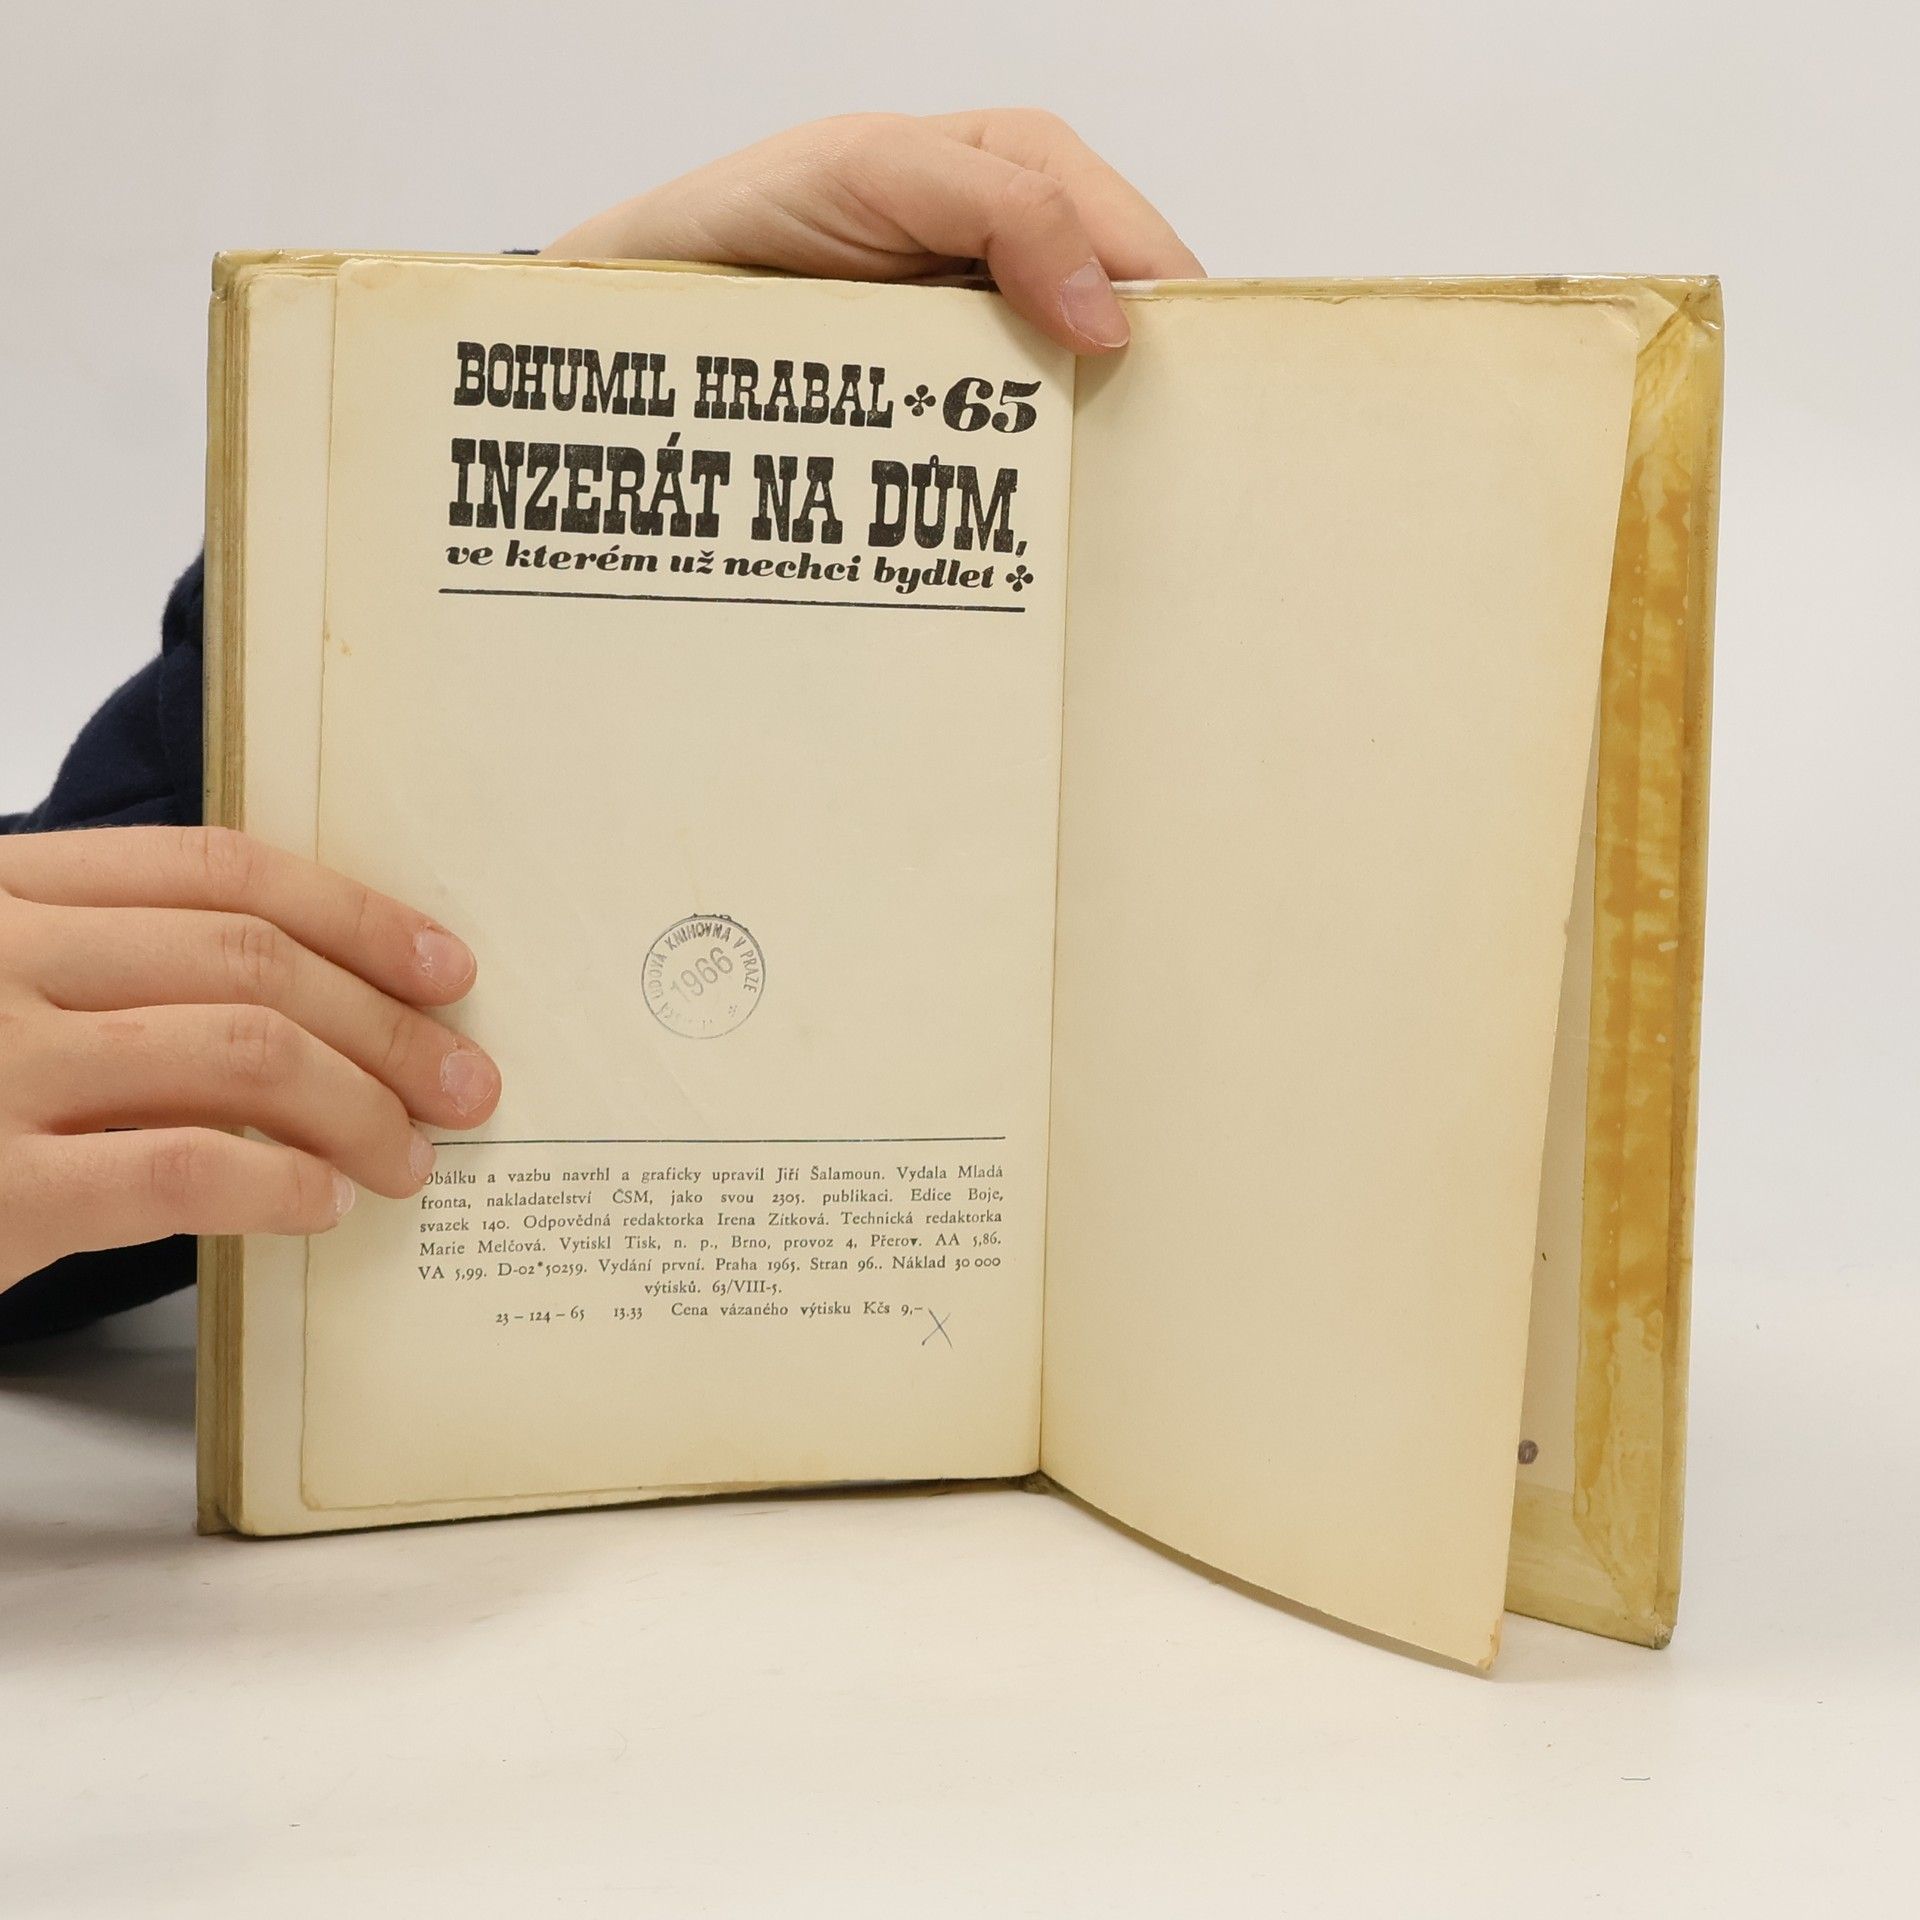 BOHUMIL HRABAL ✣ 65
INZERÁT NA DŮM,
ve kterém už nechci bydlet ✣
KNIHOVNA V PRAZE
1966
Obálku a vazbu navrhl a graficky upravil Jiří Šalamoun. Vydala Mladá
fronta, nakladatelství ČSM, jako svou 2305. publikaci. Edice Boje,
svazek 140. Odpovědná redaktorka Irena Zítková. Technická redaktorka
Marie Melčová. Vytiskl Tisk, n. p., Brno, provoz 4, Přerov. AA 5,86.
VA 5,99. D-02*50259. Vydání první. Praha 1965. Stran 96.. Náklad 30 000
výtisků. 63/VIII-5.
23 – 124 – 65 13.33 Cena vázaného výtisku Kčs 9,–